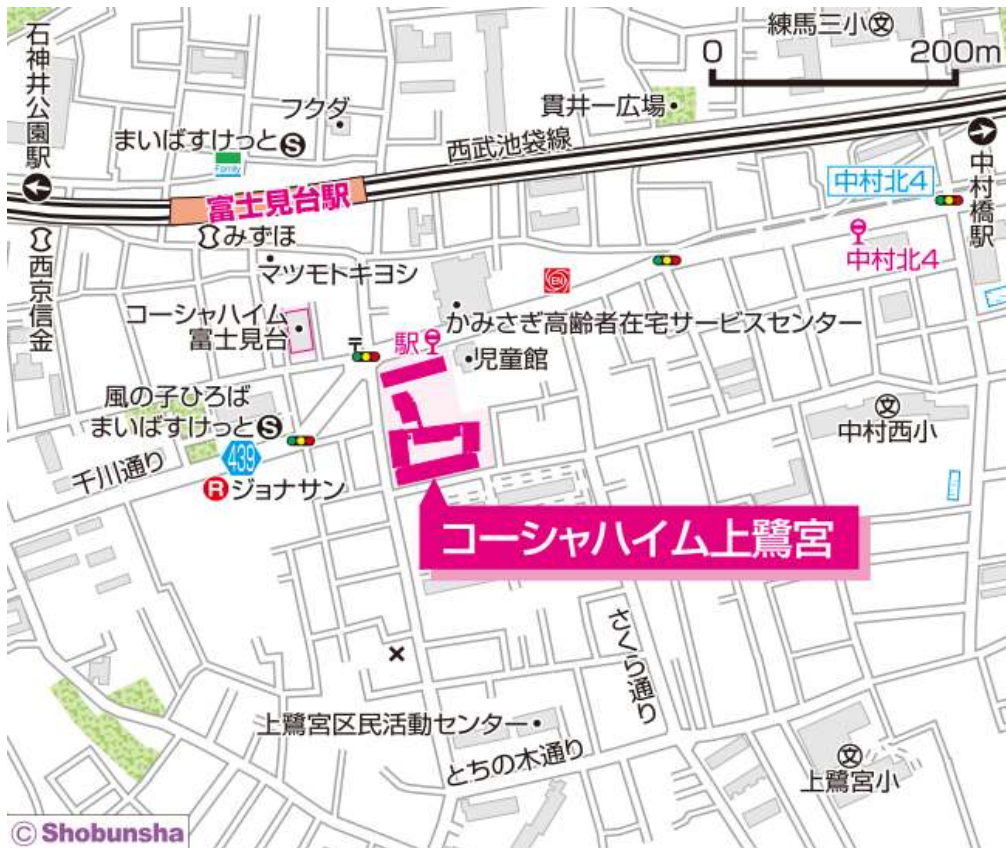 練馬三小
文
0 200m
石神井公園駅
フクダ
貫井一広場
まいばすけっと
S
Family
西武池袋線
中村橋駅
富士見台駅
中村北4
みずほ
中村北4
西京信金
マツモトキヨシ
EN
コーシャハイム
富士見台
かみさぎ高齢者在宅サービスセンター
駅
児童館
風の子ひろば
まいばすけっと
S
文
中村西小
439
千川通り
R
ジョナサン
コーシャハイム上鷺宮
さくら通り
上鷺宮区民活動センター
とちの木通り
文
上鷺宮小
© Shobunsha